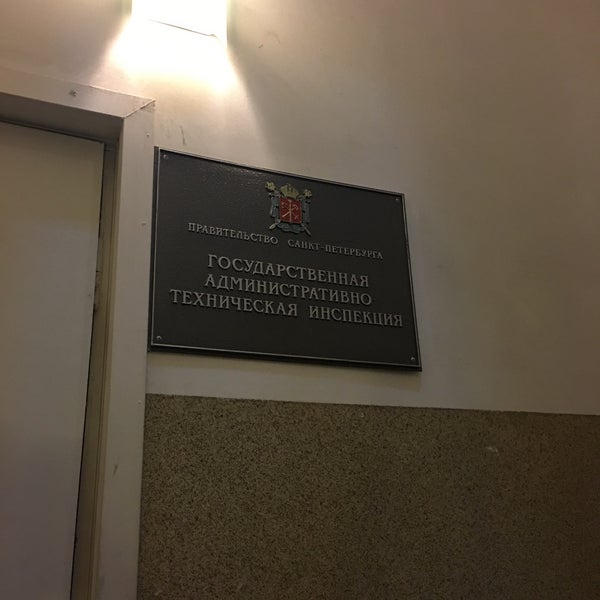 ПРАВИТЕЛЬСТВО САНКТ-ПЕТЕРБУРГА
ГОСУДАРСТВЕННАЯ
АДМИНИСТРАТИВНО
ТЕХНИЧЕСКАЯ ИНСПЕКЦИЯ